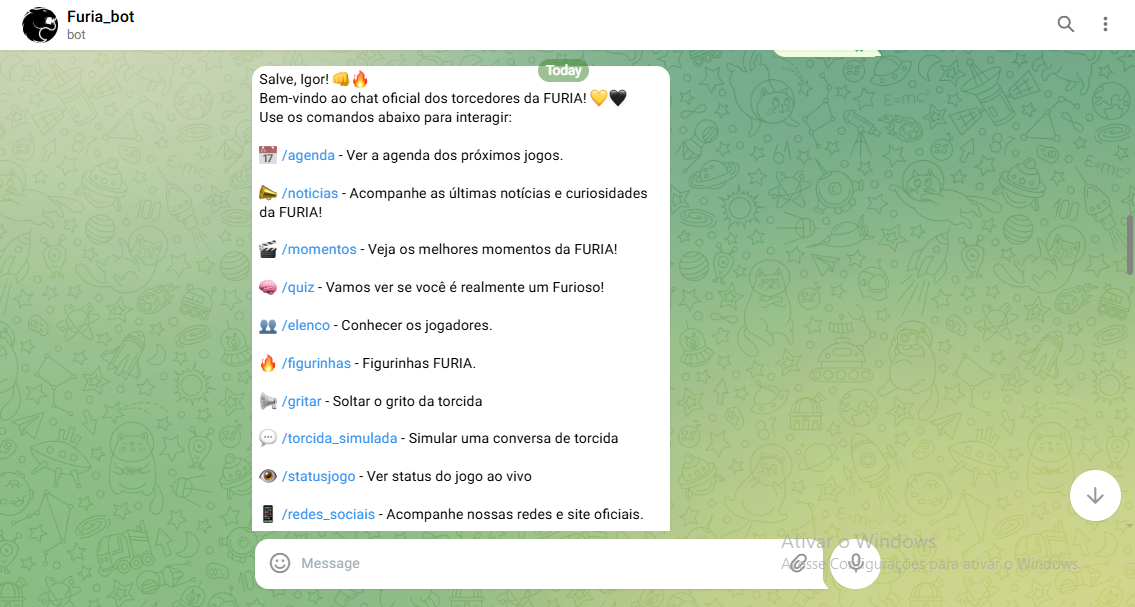 Furia_bot
bot
Today
Salve, Igor! 👊🔥
Bem-vindo ao chat oficial dos torcedores da FURIA! 💛🖤
Use os comandos abaixo para interagir:
📅 /agenda - Ver a agenda dos próximos jogos.
📣 /noticias - Acompanhe as últimas notícias e curiosidades
da FURIA!
🎬 /momentos - Veja os melhores momentos da FURIA!
🧠 /quiz - Vamos ver se você é realmente um Furioso!
👥 /elenco - Conhecer os jogadores.
🔥 /figurinhas - Figurinhas FURIA.
📢 /gritar - Soltar o grito da torcida
💬 /torcida_simulada - Simular uma conversa de torcida
👁️ /statusjogo - Ver status do jogo ao vivo
📱 /redes_sociais - Acompanhe nossas redes e site oficiais.
Message
Ativar o Windows
Acesse Configurações para ativar o Windows.